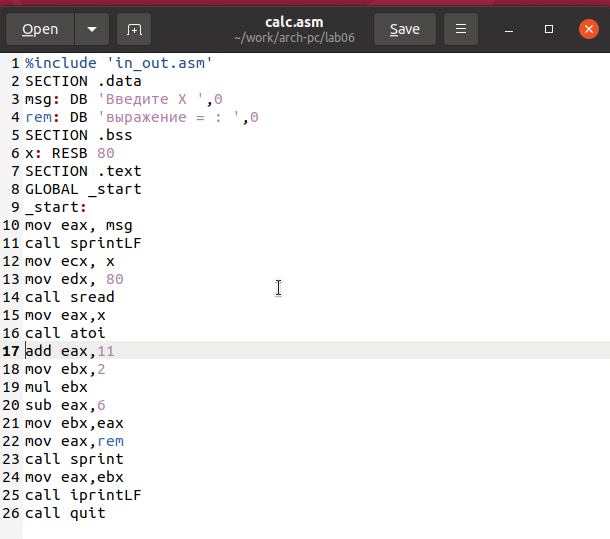 Open
calc.asm
~/work/arch-pc/lab06
Save
1 %include 'in_out.asm'
2 SECTION .data
3 msg: DB 'Введите X ',0
4 rem: DB 'выражение = : ',0
5 SECTION .bss
6 x: RESB 80
7 SECTION .text
8 GLOBAL _start
9 _start:
10 mov eax, msg
11 call sprintLF
12 mov ecx, x
13 mov edx, 80
14 call sread
15 mov eax,x
16 call atoi
17 add eax,11
18 mov ebx,2
19 mul ebx
20 sub eax,6
21 mov ebx,eax
22 mov eax,rem
23 call sprint
24 mov eax,ebx
25 call iprintLF
26 call quit